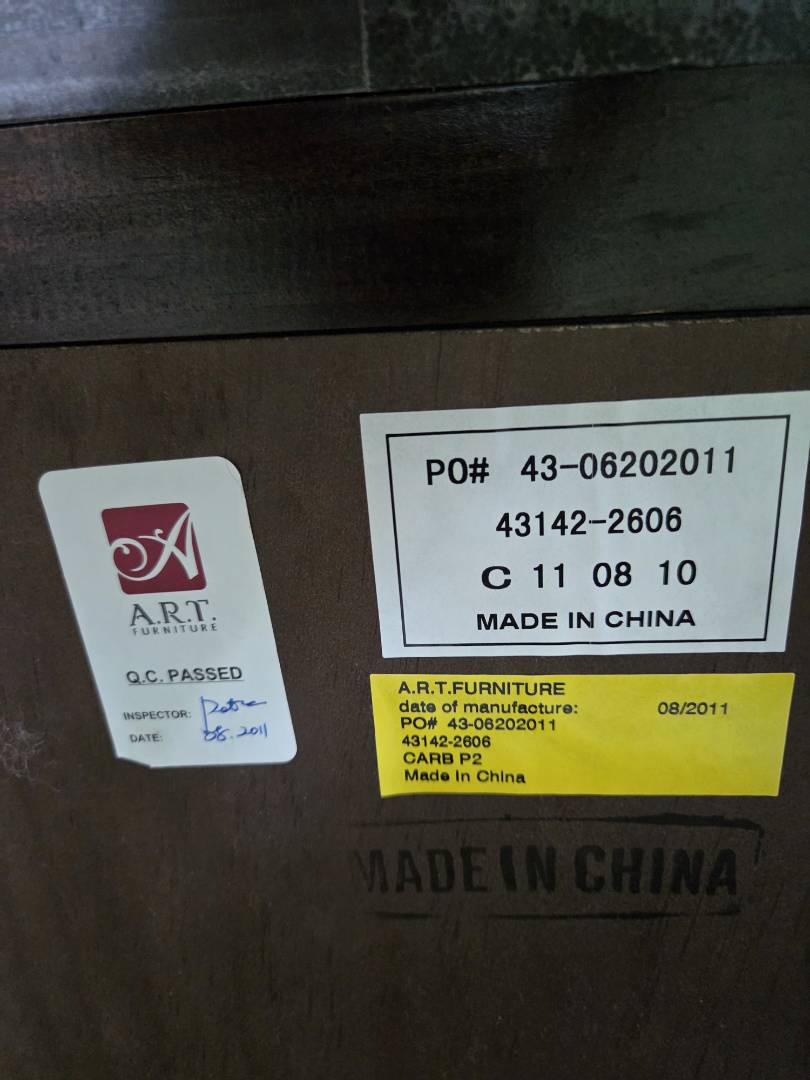 A
A.R.T.
FURNITURE
Q.C. PASSED
INSPECTOR:
DATE: 08.2011
PO# 43-06202011
43142-2606
C 11 08 10
MADE IN CHINA
A.R.T.FURNITURE
date of manufacture: 08/2011
PO# 43-06202011
43142-2606
CARB P2
Made In China
MADE IN CHINA